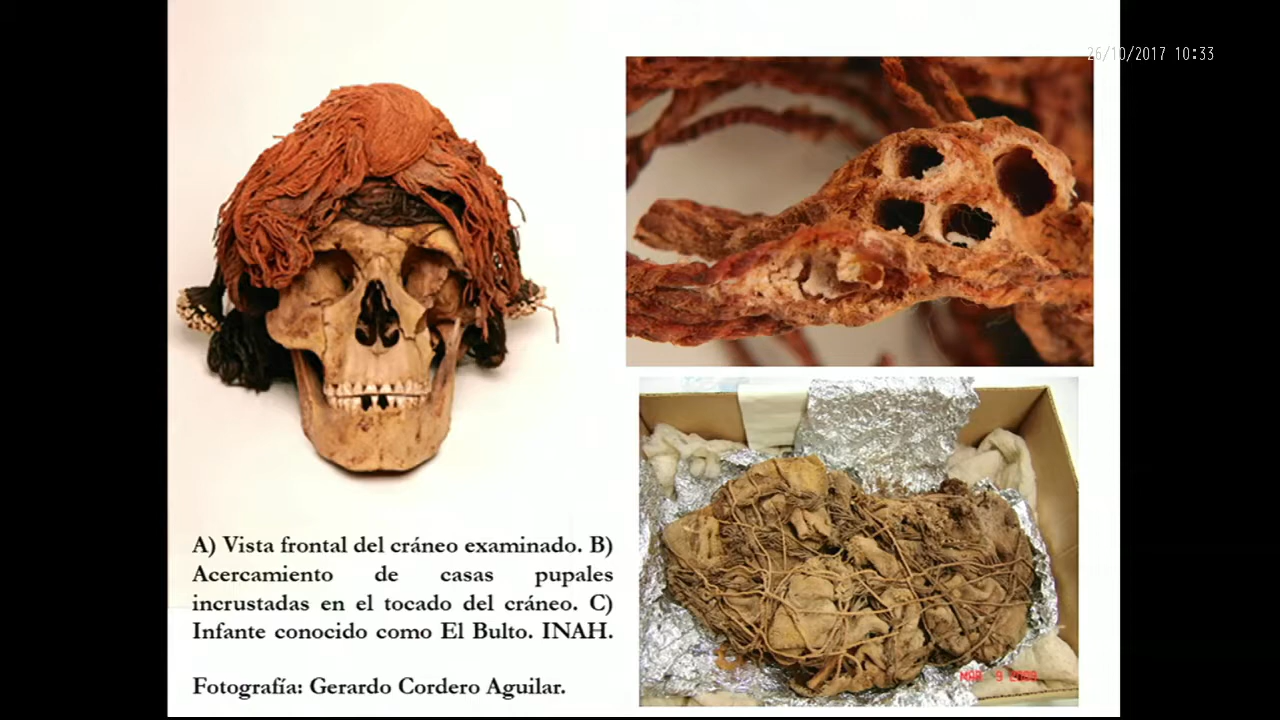 26/10/2017 10:33
A) Vista frontal del cráneo examinado. B)
Acercamiento de casas pupales
incrustadas en el tocado del cráneo. C)
Infante conocido como El Bulto. INAH.
Fotografía: Gerardo Cordero Aguilar.